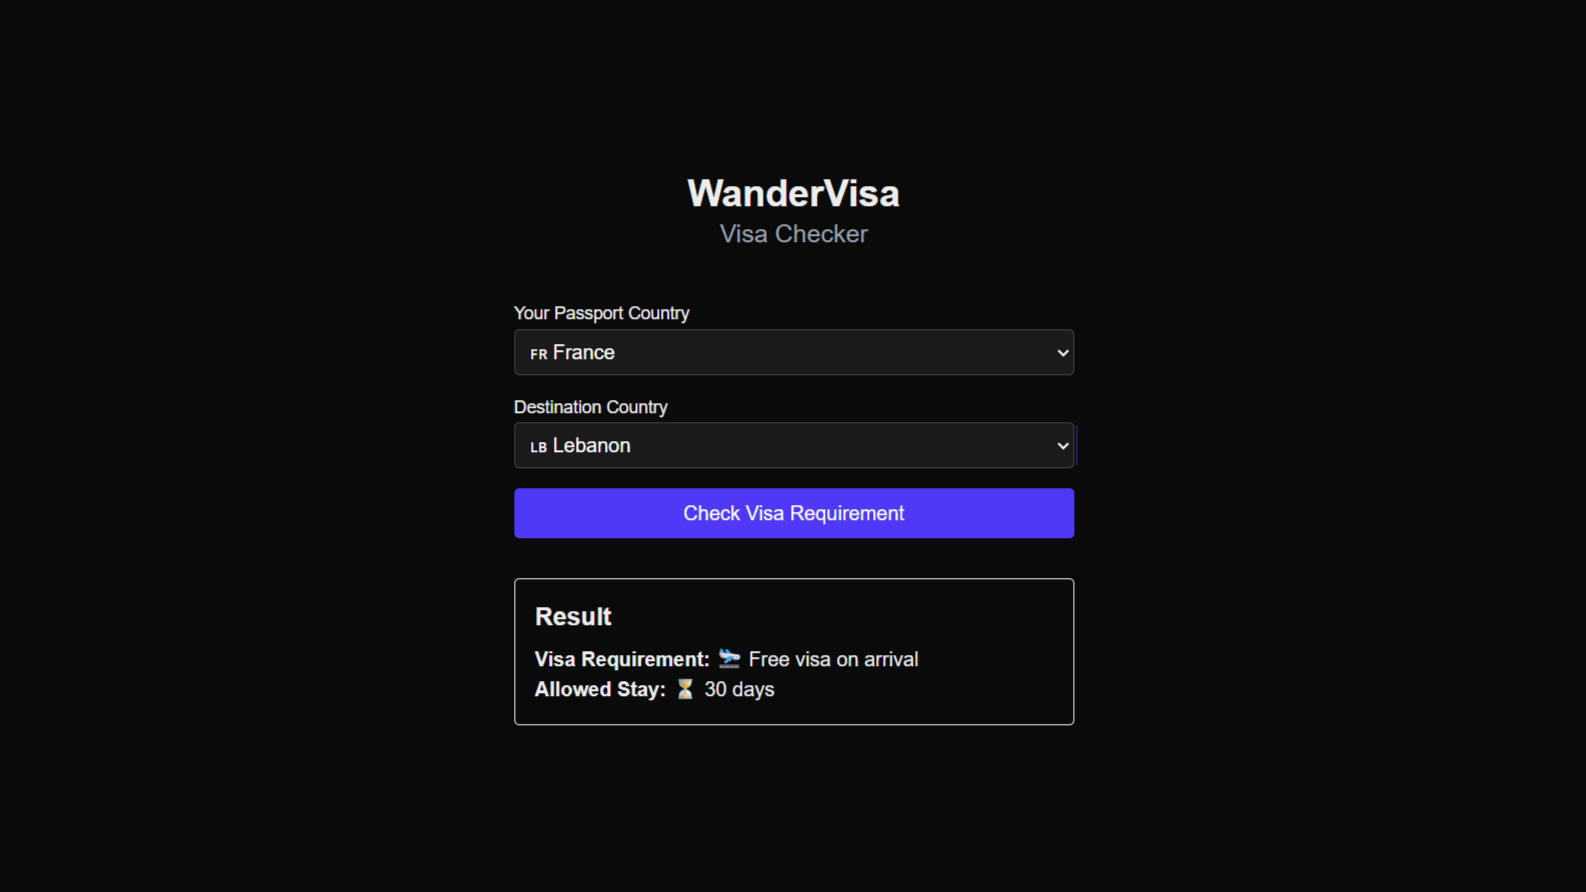 WanderVisa
Visa Checker
Your Passport Country
FR France
Destination Country
LB Lebanon
Check Visa Requirement
Result
Visa Requirement: 🛬 Free visa on arrival
Allowed Stay: ⏳ 30 days